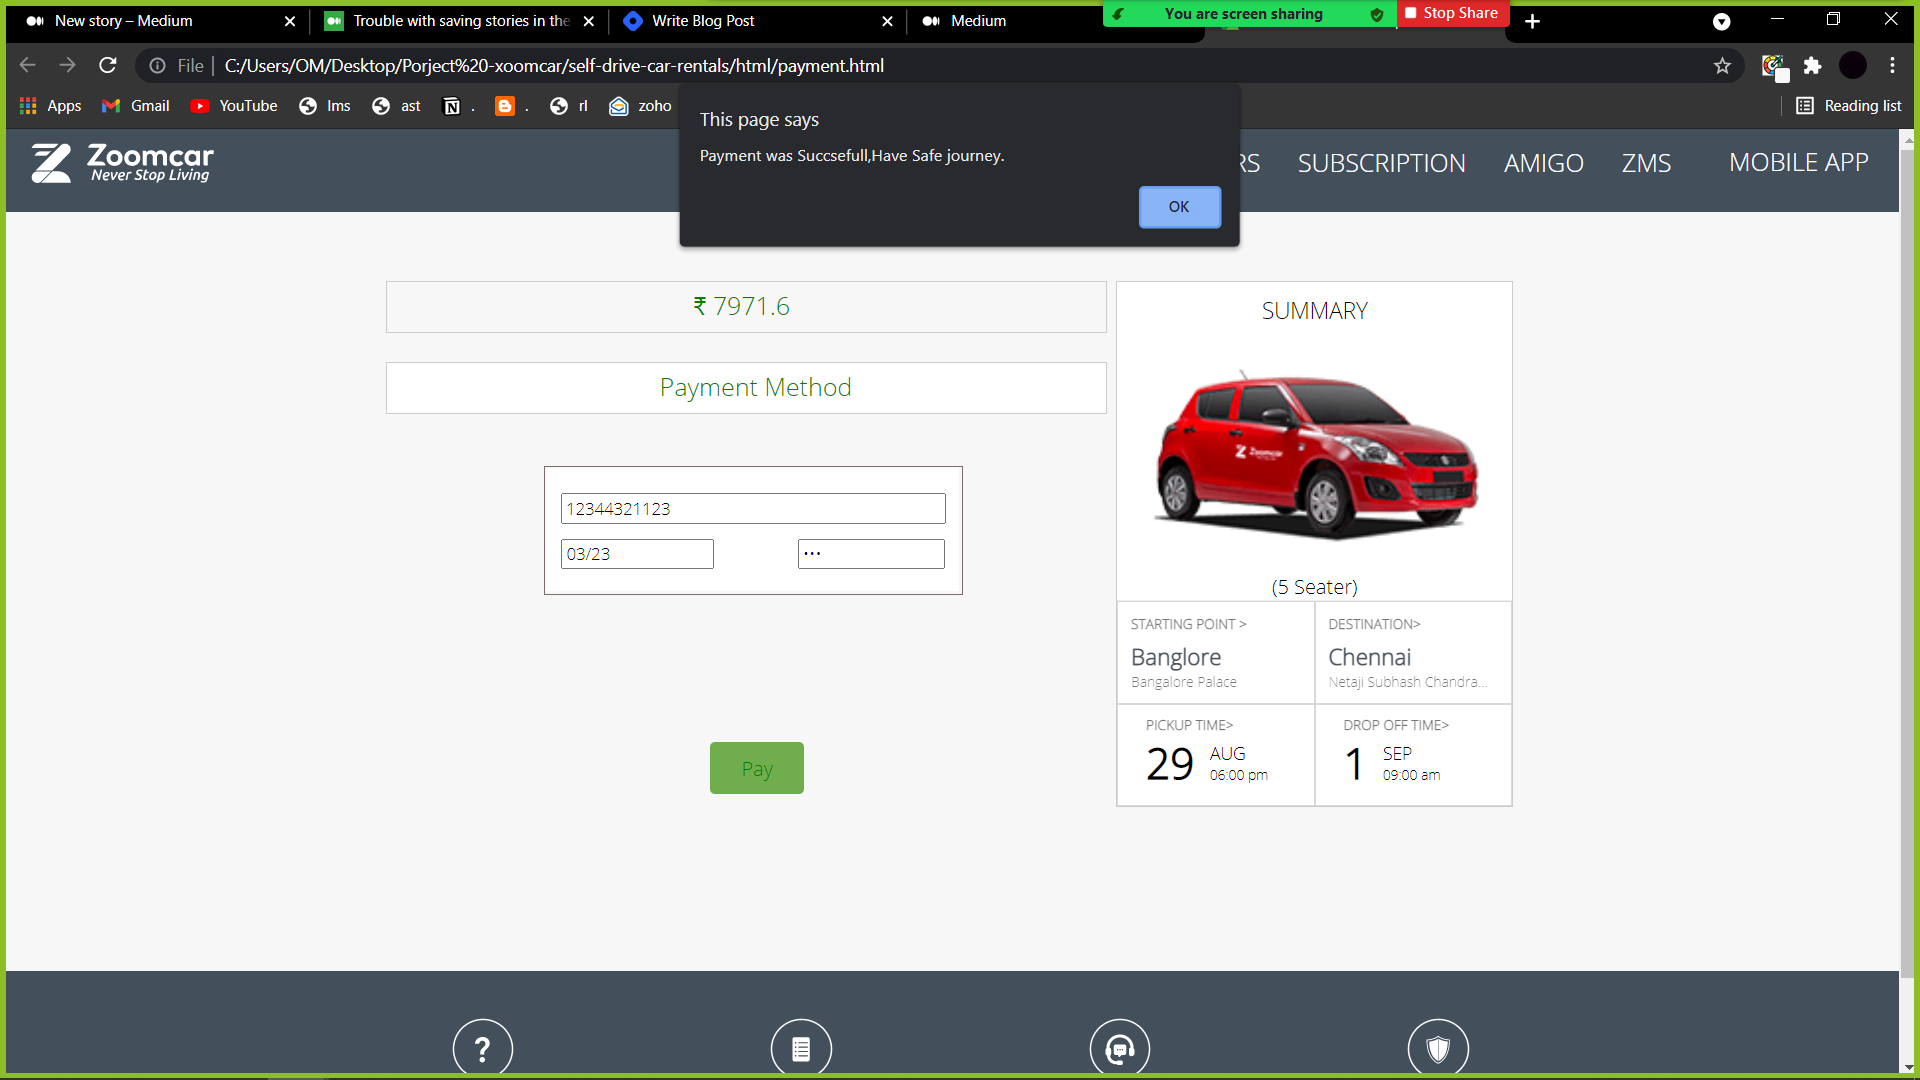 New story – Medium
Trouble with saving stories in the
Write Blog Post
Medium
You are screen sharing
Stop Share
File
C:/Users/OM/Desktop/Porject%20-xoomcar/self-drive-car-rentals/html/payment.html
Apps
Gmail
YouTube
lms
ast
.
.
rl
zoho
Reading list
This page says
Payment was Succsefull,Have Safe journey.
OK
Zoomcar
Never Stop Living
RS
SUBSCRIPTION
AMIGO
ZMS
MOBILE APP
₹ 7971.6
Payment Method
12344321123
03/23
•••
Pay
SUMMARY
Zoomcar
(5 Seater)
STARTING POINT >
Banglore
Bangalore Palace
DESTINATION>
Chennai
Netaji Subhash Chandra...
PICKUP TIME>
29 AUG
06:00 pm
DROP OFF TIME>
1 SEP
09:00 am